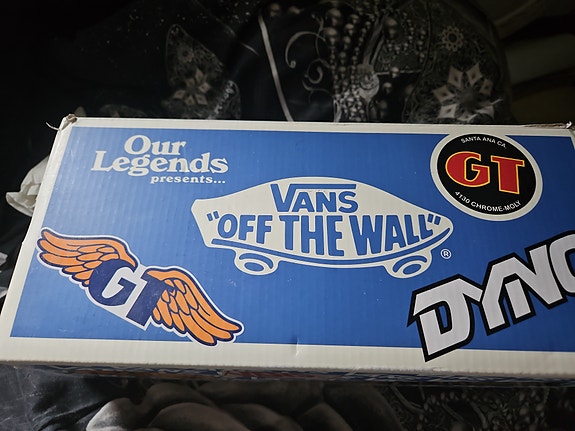 Our
Legends
presents...
VANS
"OFF THE WALL"
®
SANTA ANA CA
GT
4130 CHROME-MOLY
GT
DYNO